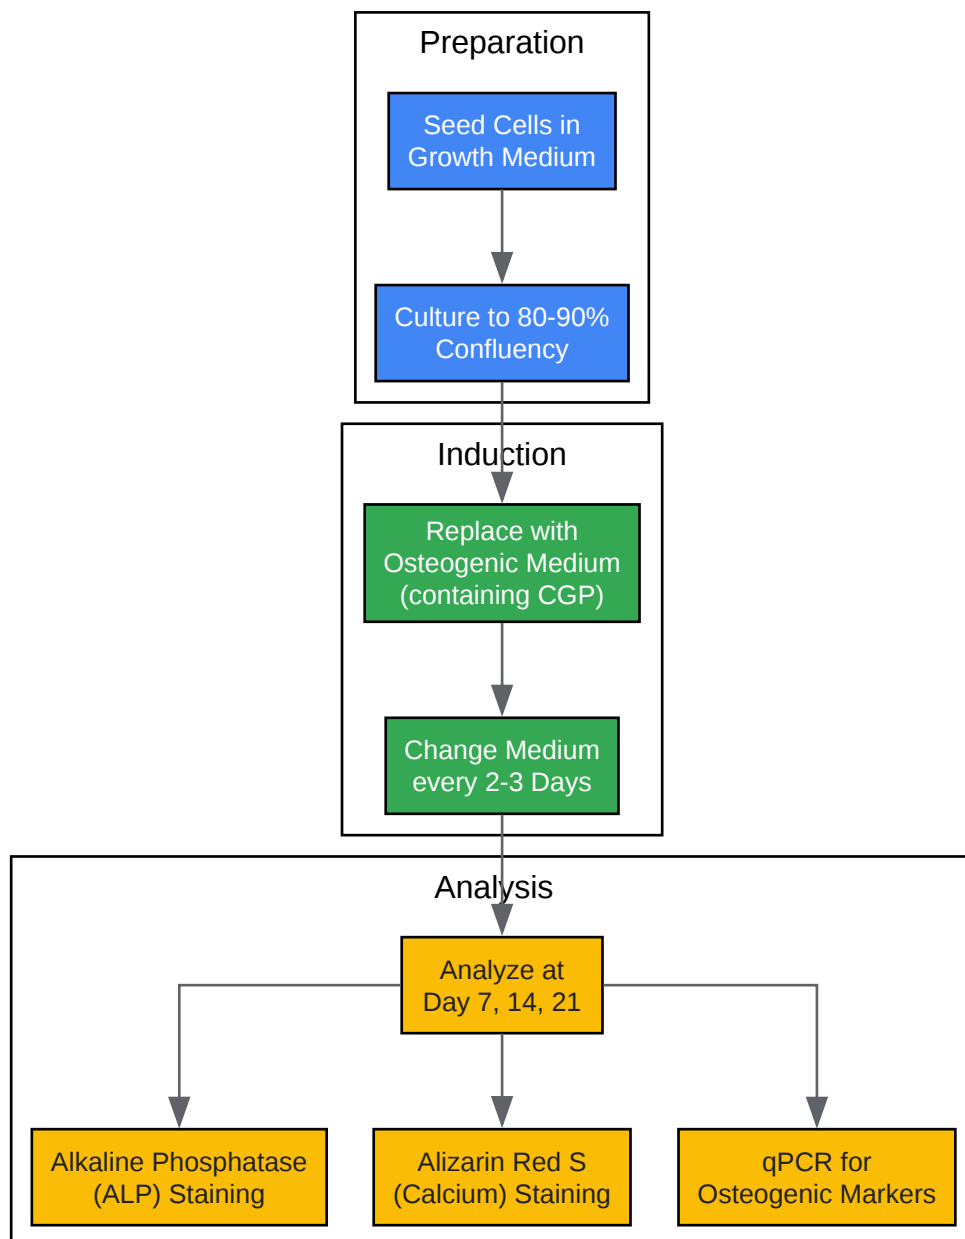 Preparation
Seed Cells in
Growth Medium
Culture to 80-90%
Confluency
Induction
Replace with
Osteogenic Medium
(containing CGP)
Change Medium
every 2-3 Days
Analysis
Analyze at
Day 7, 14, 21
Alkaline Phosphatase
(ALP) Staining
Alizarin Red S
(Calcium) Staining
qPCR for
Osteogenic Markers